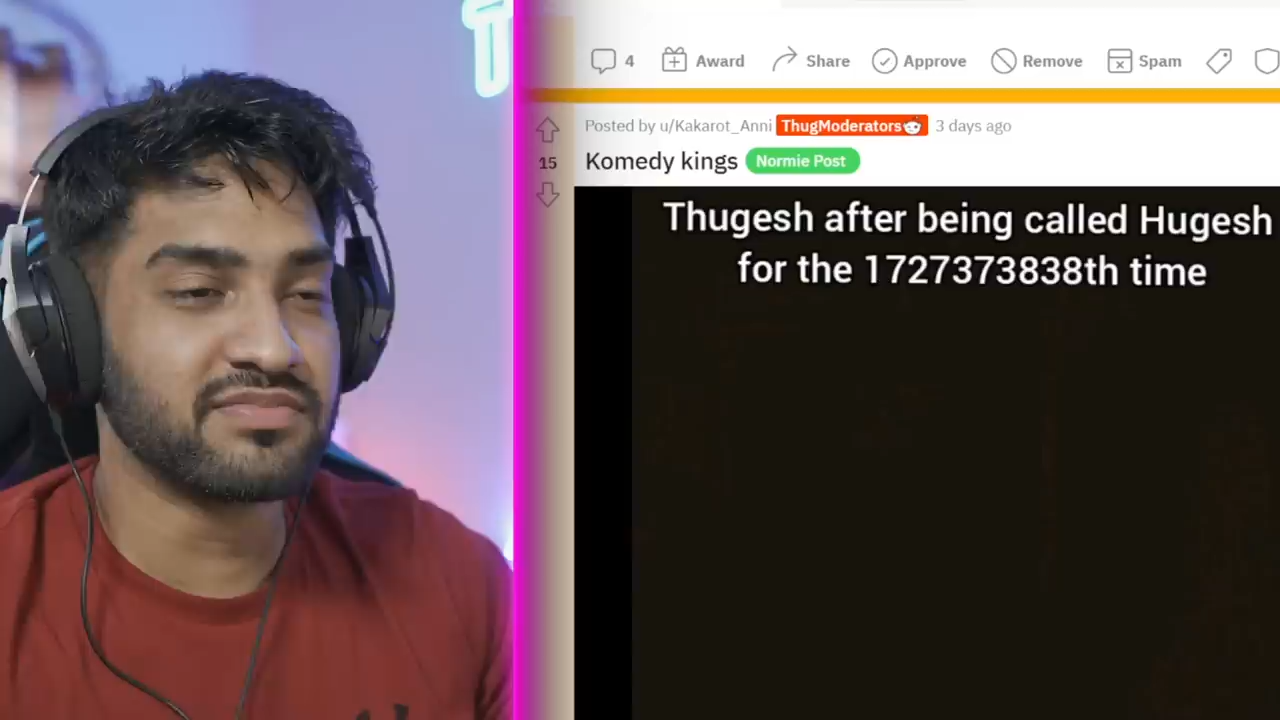 T
4 Award Share Approve Remove Spam
Posted by u/Kakarot_Anni ThugModerators 3 days ago
15
Komedy kings Normie Post
Thugesh after being called Hugesh
for the 1727373838th time